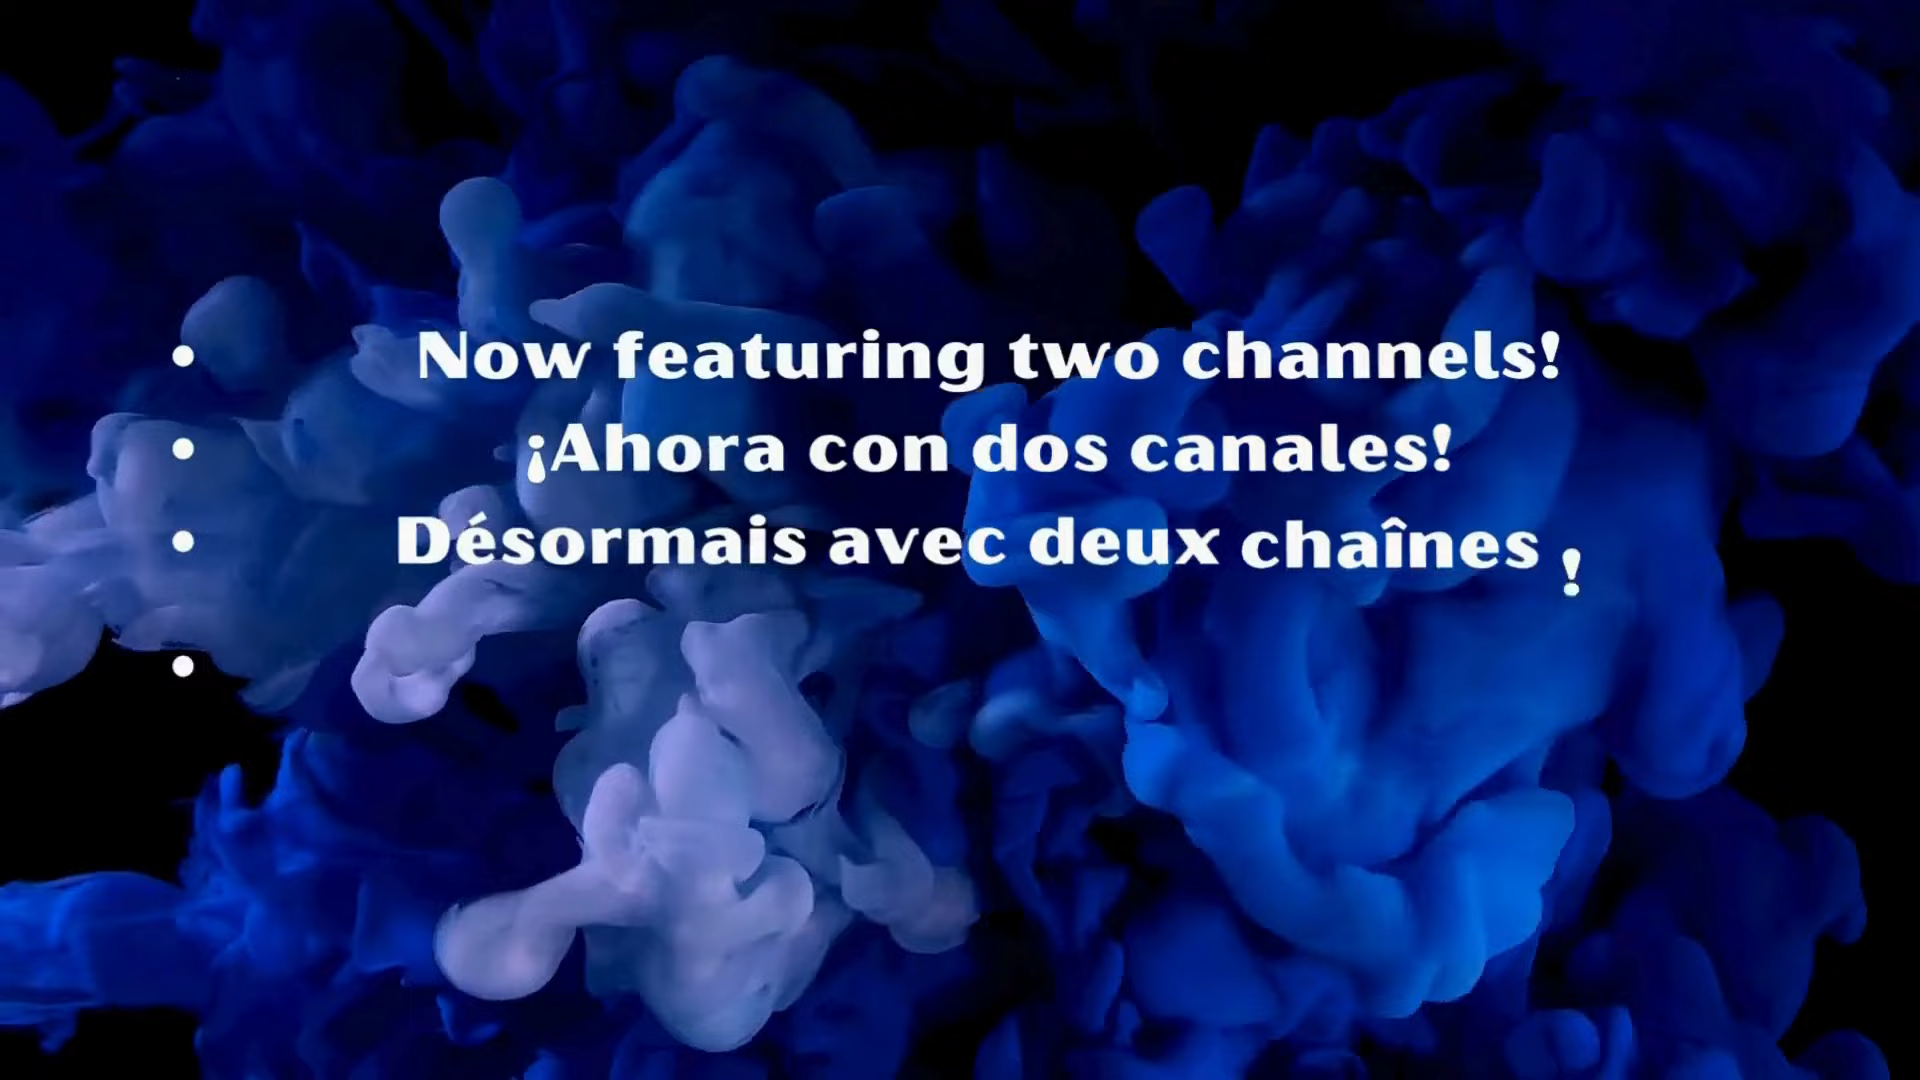 • Now featuring two channels!
• ¡Ahora con dos canales!
• Désormais avec deux chaînes !
•